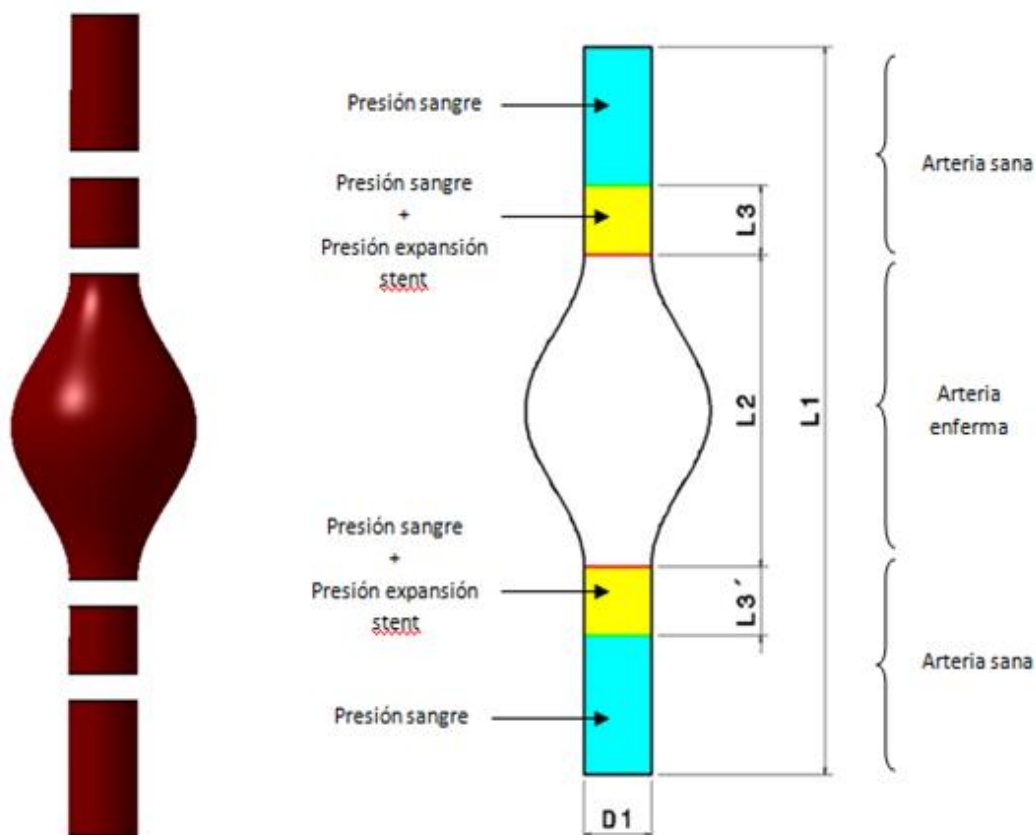 Presión sangre
Presión sangre
+
Presión expansión
stent
L3
Arteria sana
L2
L1
Arteria
enferma
Presión sangre
+
Presión expansión
stent
L3´
Arteria sana
Presión sangre
D1